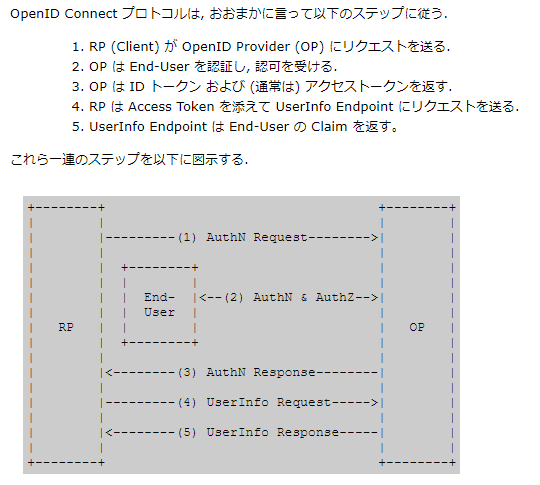 OpenID Connect プロトコルは, おおまかに言って以下のステップに従う.
1. RP (Client) が OpenID Provider (OP) にリクエストを送る.
2. OP は End-User を認証し, 認可を受ける.
3. OP は ID トークン および (通常は) アクセストークンを返す.
4. RP は Access Token を添えて UserInfo Endpoint にリクエストを送る.
5. UserInfo Endpoint は End-User の Claim を返す。
これら一連のステップを以下に図示する.
+--------+                                   +--------+
|        |                                   |        |
|        |---------(1) AuthN Request-------->|        |
|        |                                   |        |
|        |  +--------+                       |        |
|        |  |        |                       |        |
|        |  |  End-  |<--(2) AuthN & AuthZ-->|        |
|        |  |  User  |                       |        |
|   RP   |  |        |                       |   OP   |
|        |  +--------+                       |        |
|        |                                   |        |
|        |<--------(3) AuthN Response--------|        |
|        |                                   |        |
|        |---------(4) UserInfo Request----->|        |
|        |                                   |        |
|        |<--------(5) UserInfo Response-----|        |
|        |                                   |        |
+--------+                                   +--------+